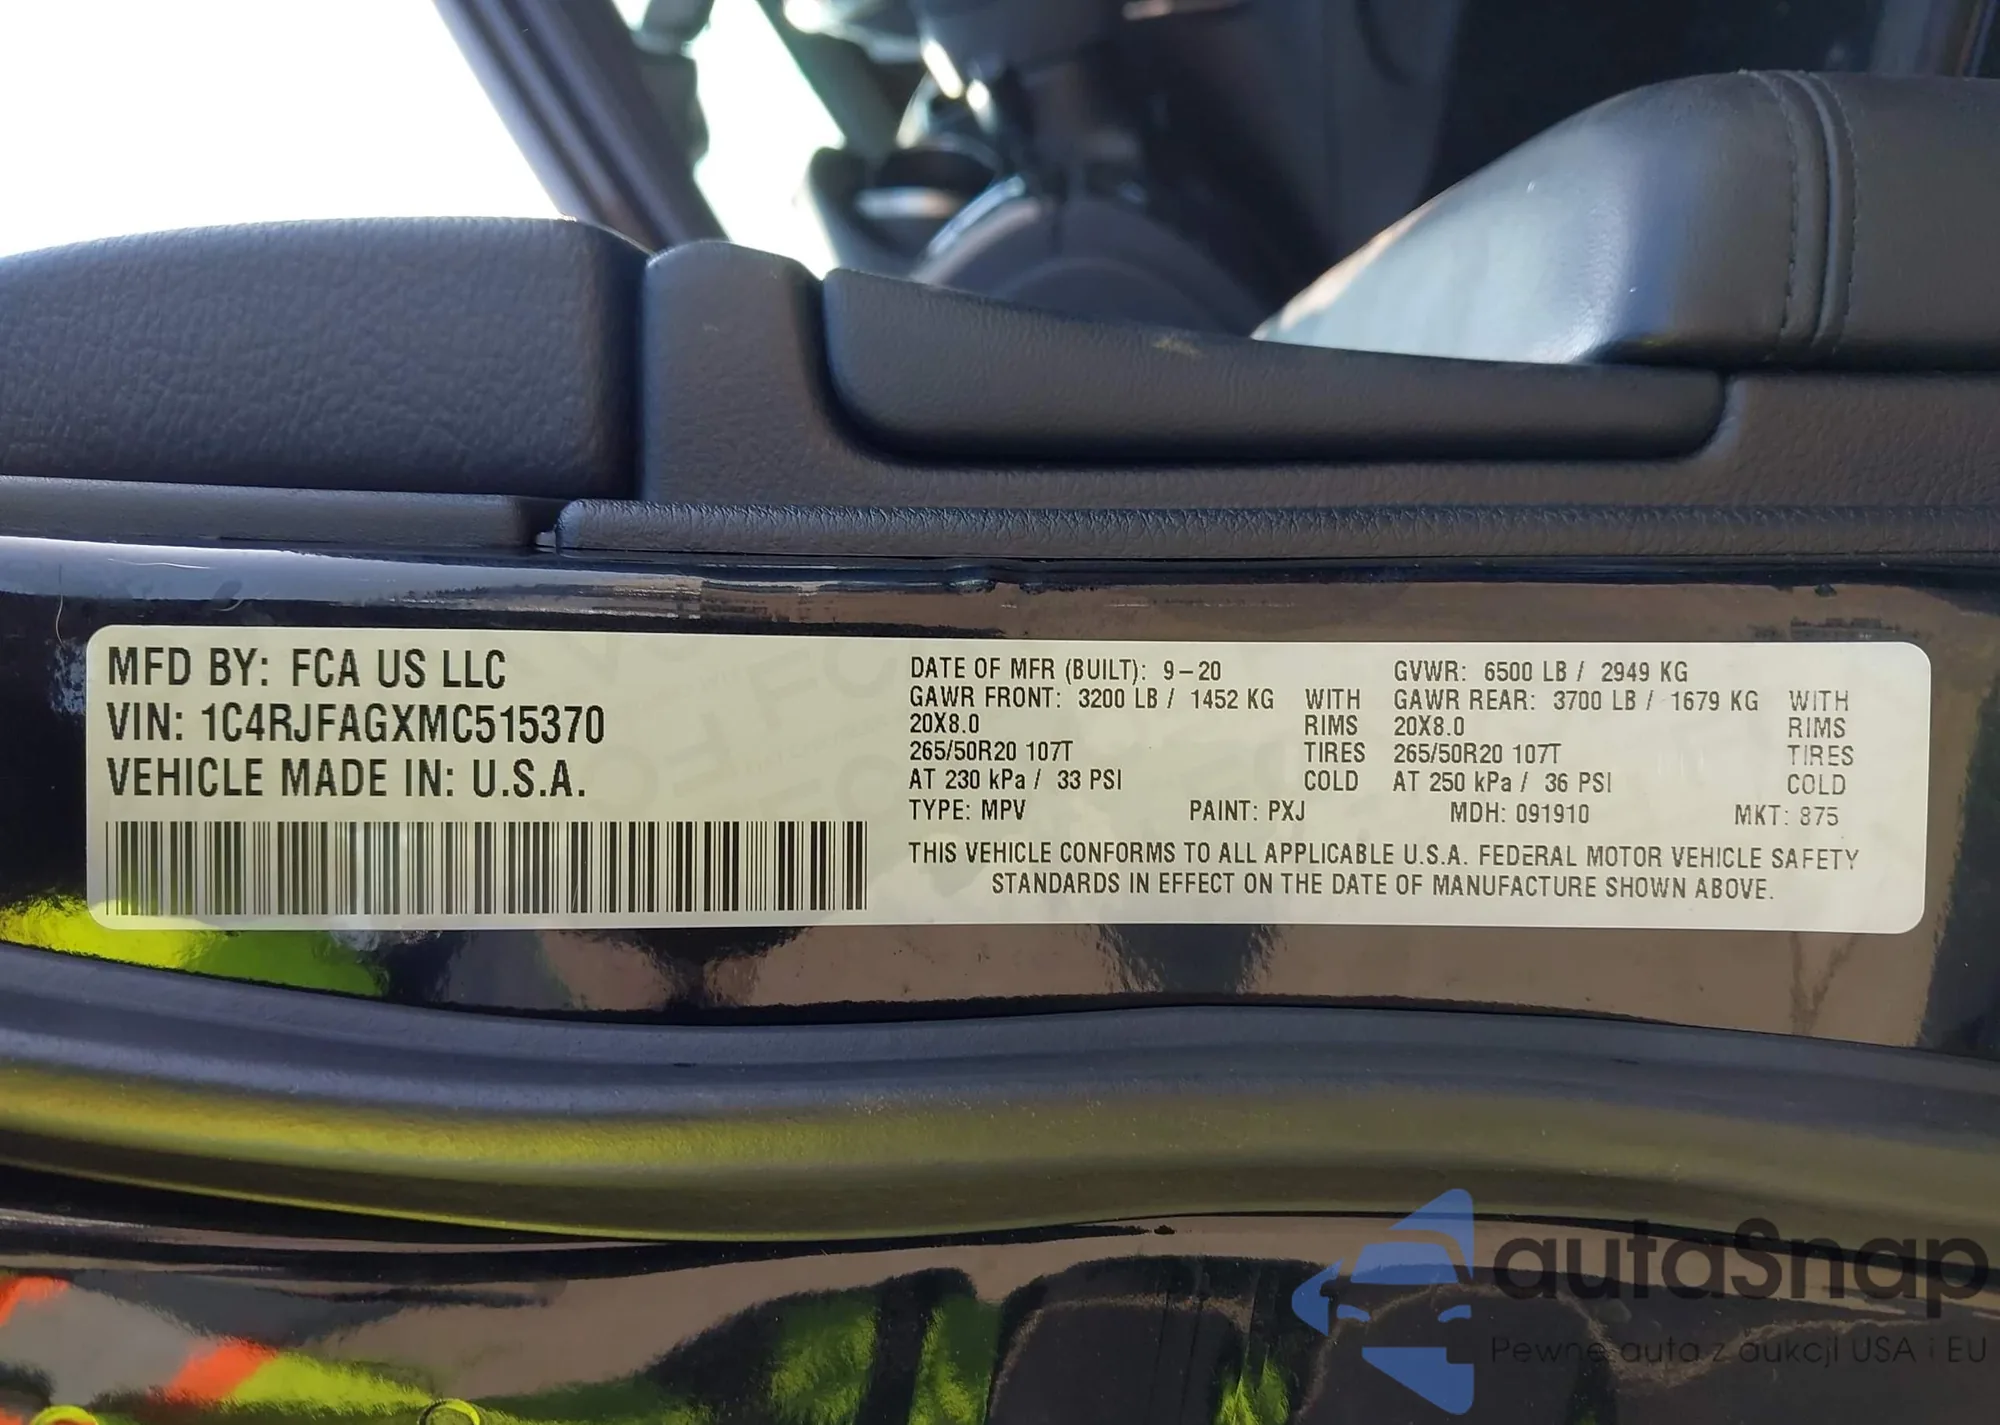 MFD BY: FCA US LLC
VIN: 1C4RJFAGXMC515370
VEHICLE MADE IN: U.S.A.
DATE OF MFR (BUILT): 9-20 GVWR: 6500 LB / 2949 KG
GAWR FRONT: 3200 LB / 1452 KG WITH GAWR REAR: 3700 LB / 1679 KG WITH
20X8.0 RIMS 20X8.0 RIMS
265/50R20 107T TIRES 265/50R20 107T TIRES
AT 230 kPa / 33 PSI COLD AT 250 kPa / 36 PSI COLD
TYPE: MPV PAINT: PXJ MDH: 091910 MKT: 875
THIS VEHICLE CONFORMS TO ALL APPLICABLE U.S.A. FEDERAL MOTOR VEHICLE SAFETY
STANDARDS IN EFFECT ON THE DATE OF MANUFACTURE SHOWN ABOVE.
autaSnap
Pewne auta z aukcji USA i EU